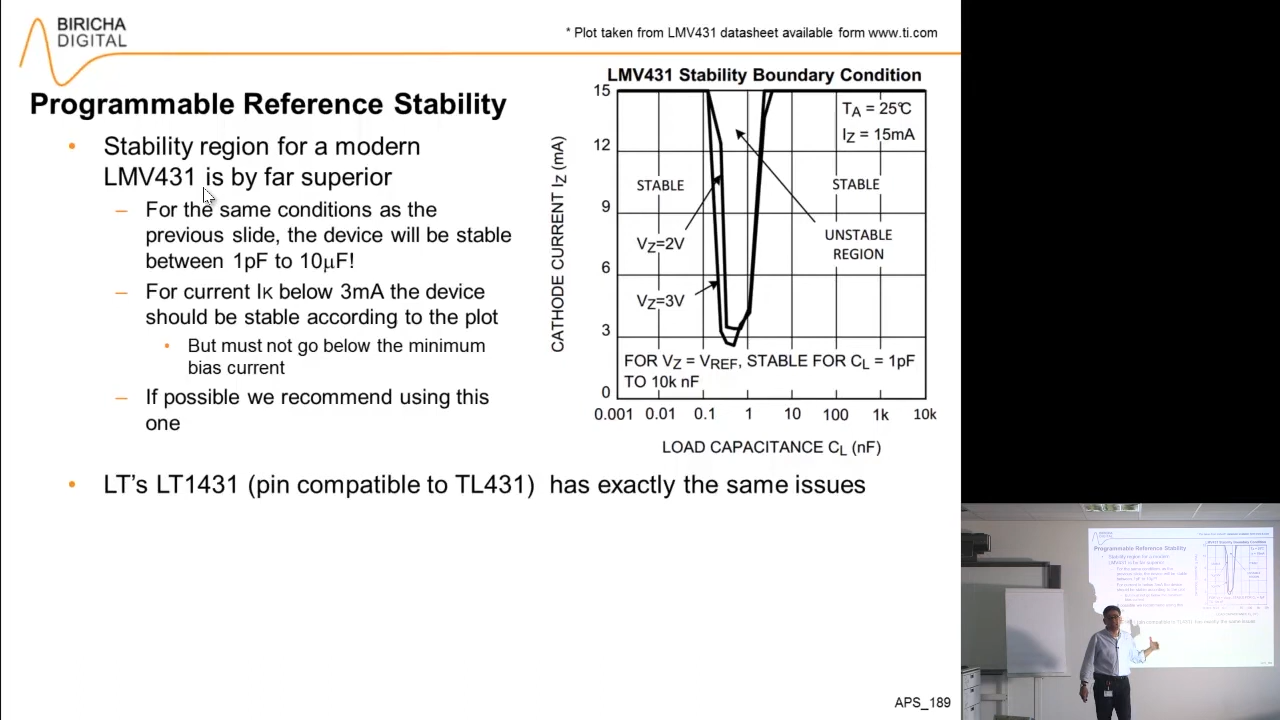 BIRICHA
DIGITAL
* Plot taken from LMV431 datasheet available form www.ti.com
Programmable Reference Stability
• Stability region for a modern
LMV431 is by far superior
– For the same conditions as the
previous slide, the device will be stable
between 1pF to 10μF!
– For current IK below 3mA the device
should be stable according to the plot
• But must not go below the minimum
bias current
– If possible we recommend using this
one
• LT's LT1431 (pin compatible to TL431) has exactly the same issues
LMV431 Stability Boundary Condition
15
12
9
6
3
0
CATHODE CURRENT IZ (mA)
TA = 25°C
IZ = 15mA
STABLE
STABLE
UNSTABLE
REGION
VZ=2V
VZ=3V
FOR VZ = VREF, STABLE FOR CL = 1pF
TO 10k nF
0.001 0.01 0.1 1 10 100 1k 10k
LOAD CAPACITANCE CL (nF)
APS_189
BIRICHA
DIGITAL
Programmable Reference Stability